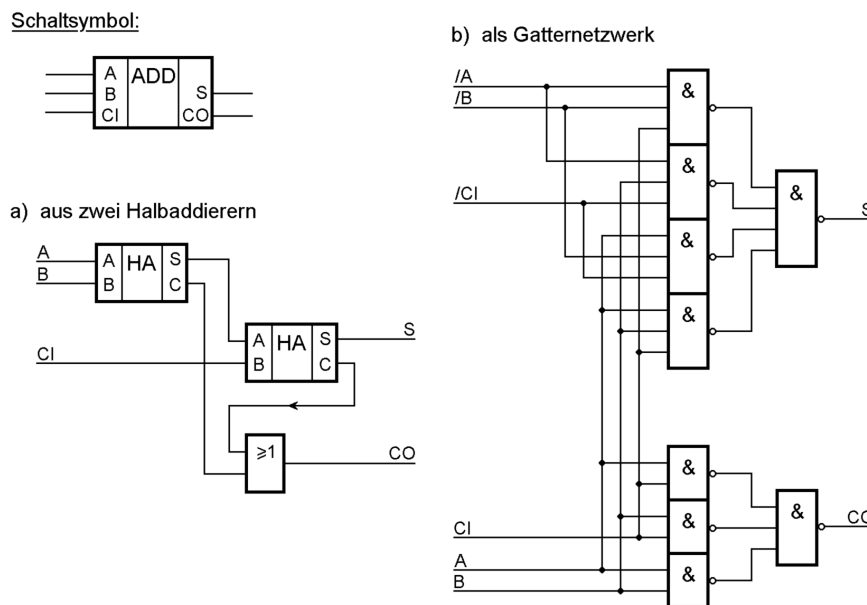 Schaltsymbol:
A ADD
B S
CI CO
a) aus zwei Halbaddierern
A A HA S
B B C
A HA S S
CI B C
≥1 CO
b) als Gatternetzwerk
/A &
/B
&
& S
/CI
&
&
&
& CO
CI &
A &
B